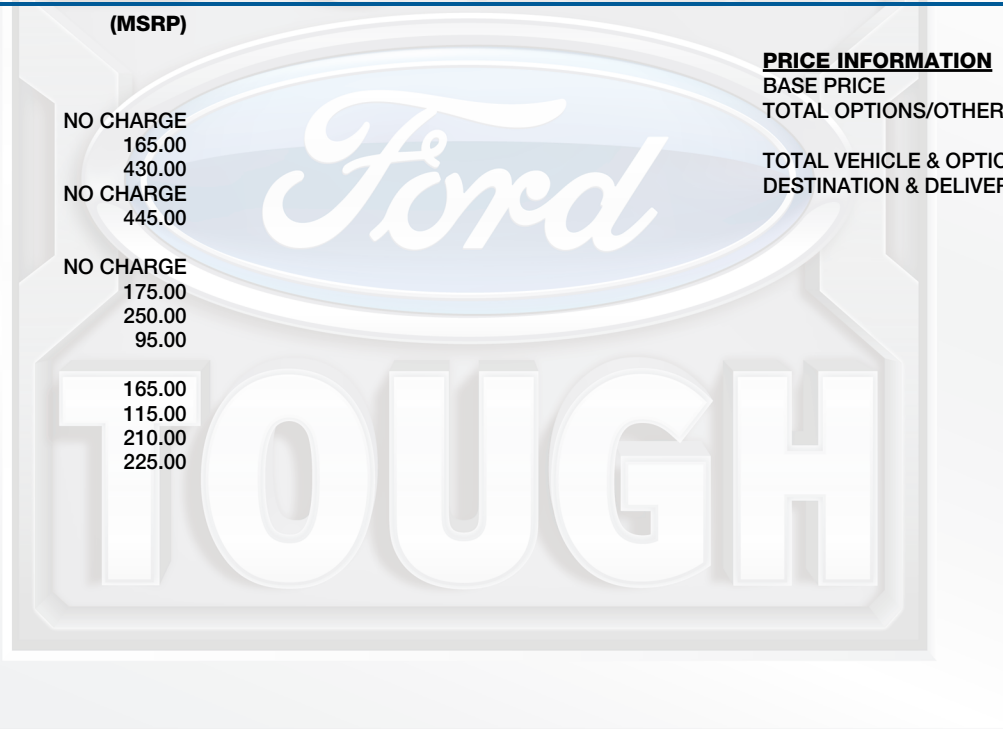 (MSRP)
NO CHARGE
165.00
430.00
NO CHARGE
445.00
NO CHARGE
175.00
250.00
95.00
165.00
115.00
210.00
225.00
PRICE INFORMATION
BASE PRICE
TOTAL OPTIONS/OTHER
TOTAL VEHICLE & OPTIO
DESTINATION & DELIVER
Ford
TOUGH